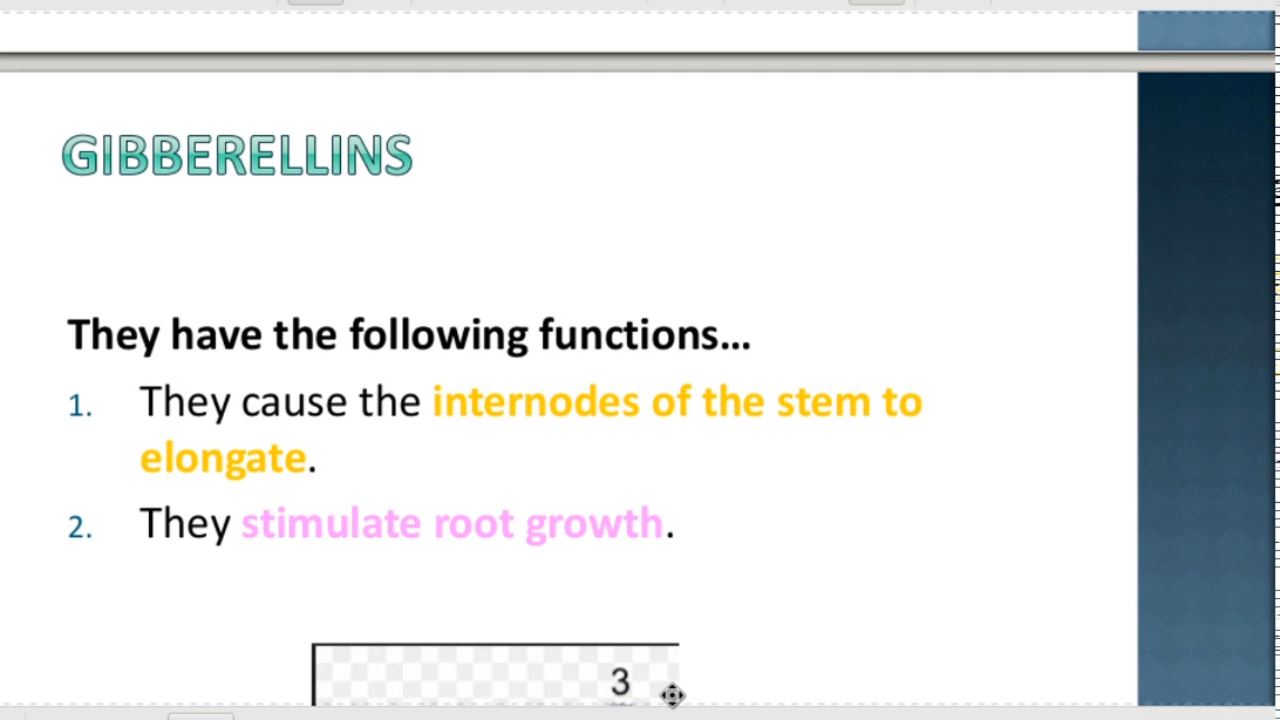 GIBBERELLINS
They have the following functions...
1. They cause the internodes of the stem to
elongate.
2. They stimulate root growth.
3